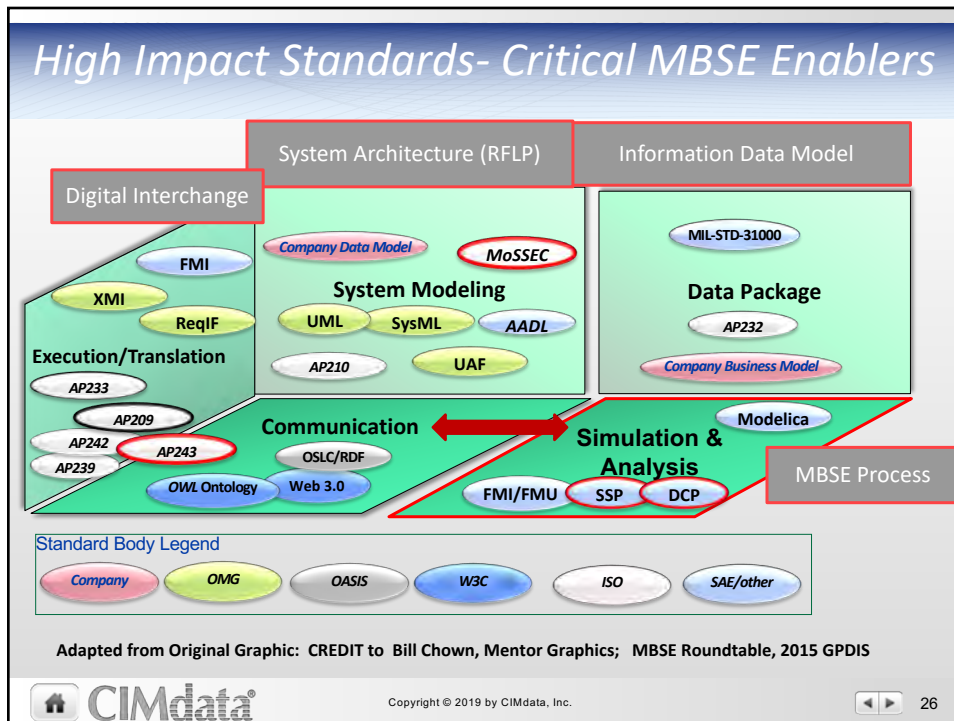 High Impact Standards- Critical MBSE Enablers
System Architecture (RFLP)
Information Data Model
Digital Interchange
FMI
XMI
ReqIF
Execution/Translation
AP233
AP209
AP242
AP243
AP239
Company Data Model
MoSSEC
System Modeling
UML
SysML
AADL
AP210
UAF
MIL-STD-31000
Data Package
AP232
Company Business Model
Communication
OSLC/RDF
OWL Ontology
Web 3.0
Modelica
Simulation &
Analysis
FMI/FMU
SSP
DCP
MBSE Process
Standard Body Legend
Company
OMG
OASIS
W3C
ISO
SAE/other
Adapted from Original Graphic: CREDIT to Bill Chown, Mentor Graphics; MBSE Roundtable, 2015 GPDIS
CIMdata®
Copyright © 2019 by CIMdata, Inc.
26